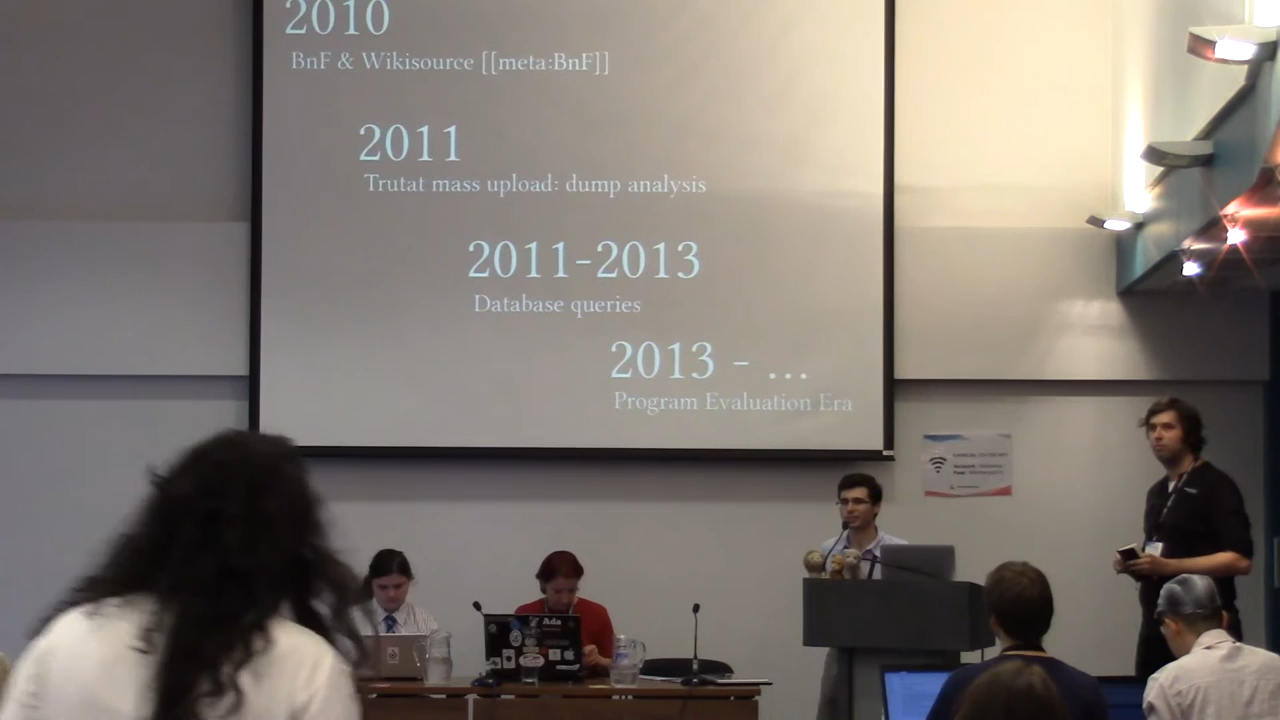 2010
BnF & Wikisource [[meta:BnF]]
2011
Trutat mass upload: dump analysis
2011-2013
Database queries
2013 - ...
Program Evaluation Era
Ada